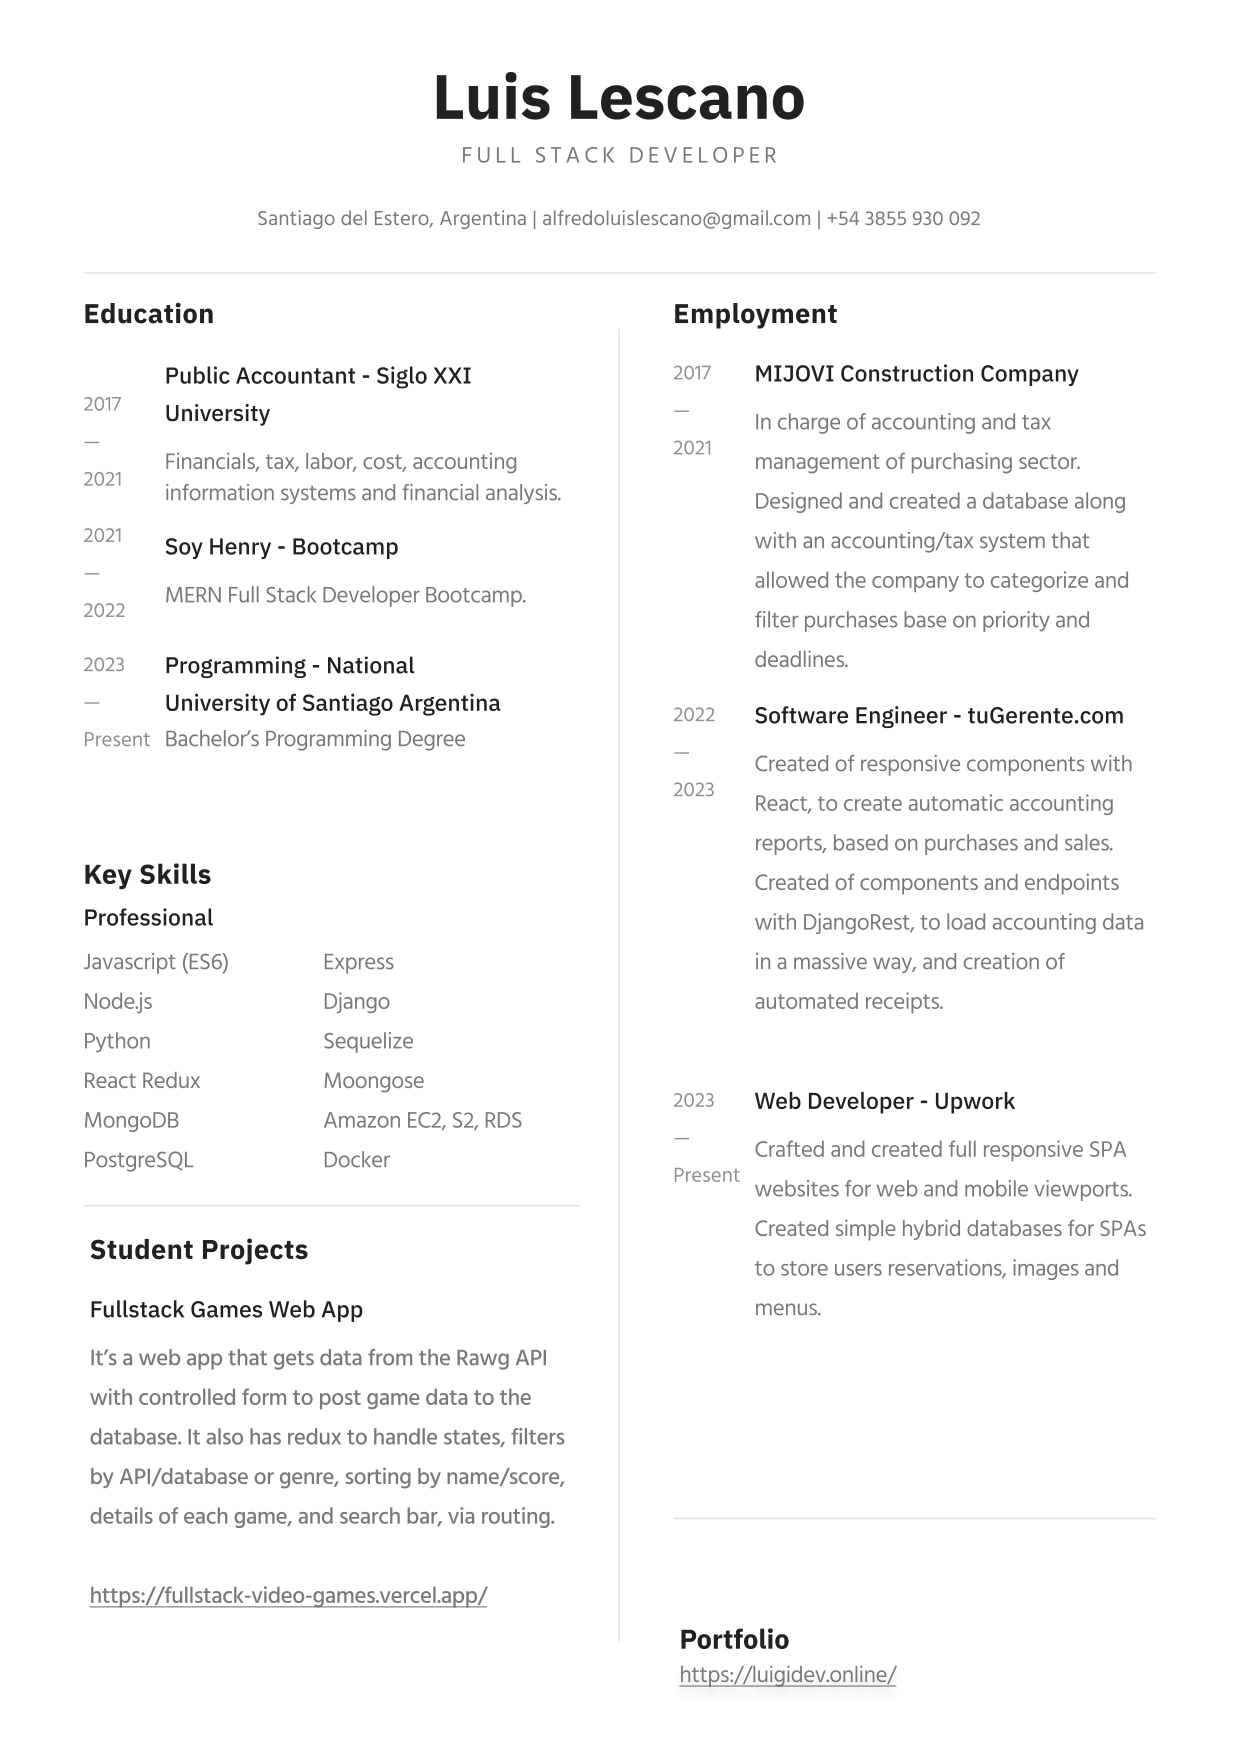 Luis Lescano
FULL STACK DEVELOPER
Santiago del Estero, Argentina | alfredoluislescano@gmail.com | +54 3855 930 092
Education
2017
—
2021
Public Accountant - Siglo XXI
University
Financials, tax, labor, cost, accounting
information systems and financial analysis.
2021
—
2022
Soy Henry - Bootcamp
MERN Full Stack Developer Bootcamp.
2023
—
Present
Programming - National
University of Santiago Argentina
Bachelor’s Programming Degree
Key Skills
Professional
Javascript (ES6)
Node.js
Python
React Redux
MongoDB
PostgreSQL
Express
Django
Sequelize
Moongose
Amazon EC2, S2, RDS
Docker
Student Projects
Fullstack Games Web App
It’s a web app that gets data from the Rawg API
with controlled form to post game data to the
database. It also has redux to handle states, filters
by API/database or genre, sorting by name/score,
details of each game, and search bar, via routing.
https://fullstack-video-games.vercel.app/
Employment
2017
—
2021
MIJOVI Construction Company
In charge of accounting and tax
management of purchasing sector.
Designed and created a database along
with an accounting/tax system that
allowed the company to categorize and
filter purchases base on priority and
deadlines.
2022
—
2023
Software Engineer - tuGerente.com
Created of responsive components with
React, to create automatic accounting
reports, based on purchases and sales.
Created of components and endpoints
with DjangoRest, to load accounting data
in a massive way, and creation of
automated receipts.
2023
—
Present
Web Developer - Upwork
Crafted and created full responsive SPA
websites for web and mobile viewports.
Created simple hybrid databases for SPAs
to store users reservations, images and
menus.
Portfolio
https://luigidev.online/